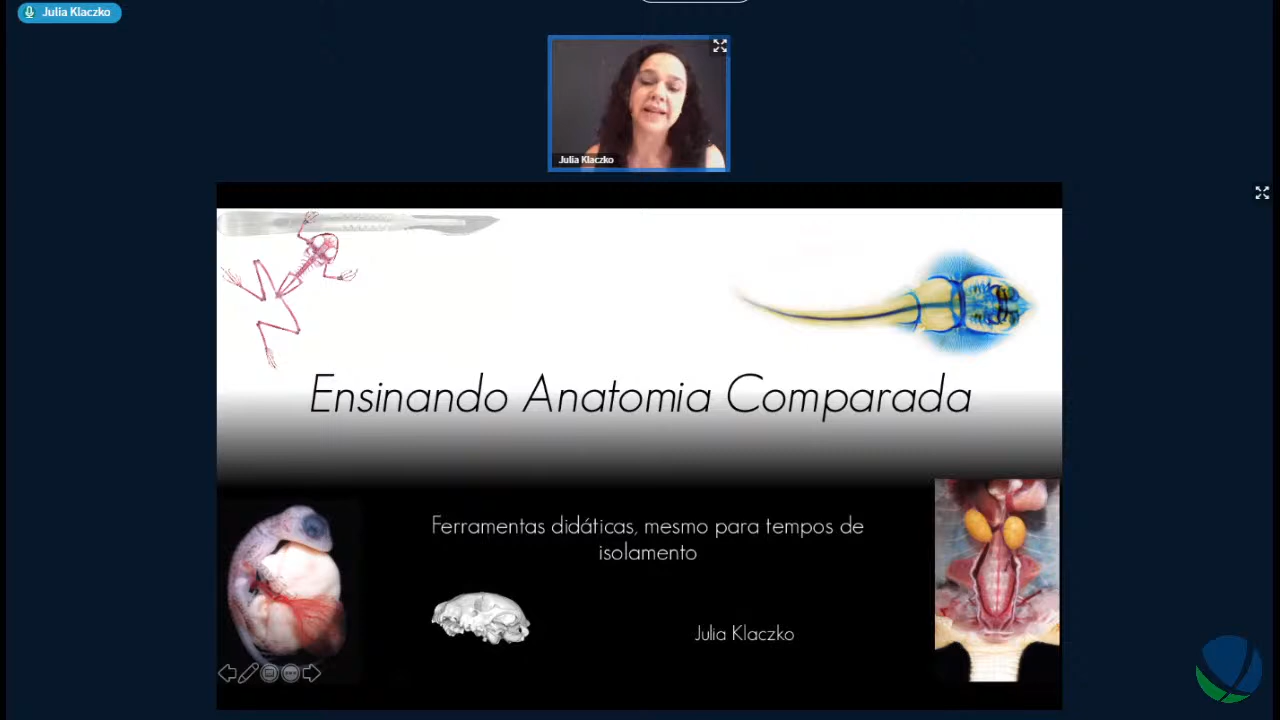 Julia Klaczko
Julia Klaczko
Ensinando Anatomia Comparada
Ferramentas didáticas, mesmo para tempos de
isolamento
Julia Klaczko